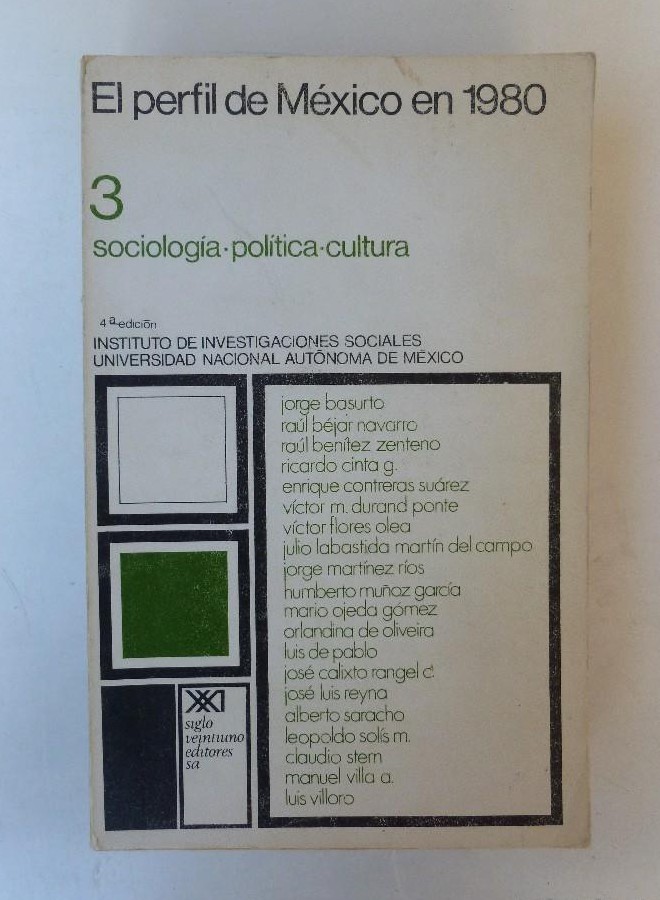 El perfil de México en 1980
3
sociología·política·cultura
4ª edición
INSTITUTO DE INVESTIGACIONES SOCIALES
UNIVERSIDAD NACIONAL AUTÓNOMA DE MÉXICO
jorge basurto
raúl béjar navarro
raúl benítez zenteno
ricardo cinta g.
enrique contreras suárez
víctor m. durand ponte
víctor flores olea
julio labastida martín del campo
jorge martínez ríos
humberto muñoz garcía
mario ojeda gómez
orlandina de oliveira
luis de pablo
josé calixto rangel c.
josé luis reyna
alberto saracho
leopoldo solís m.
claudio stern
manuel villa a.
luis villoro
siglo
veintiuno
editores
sa